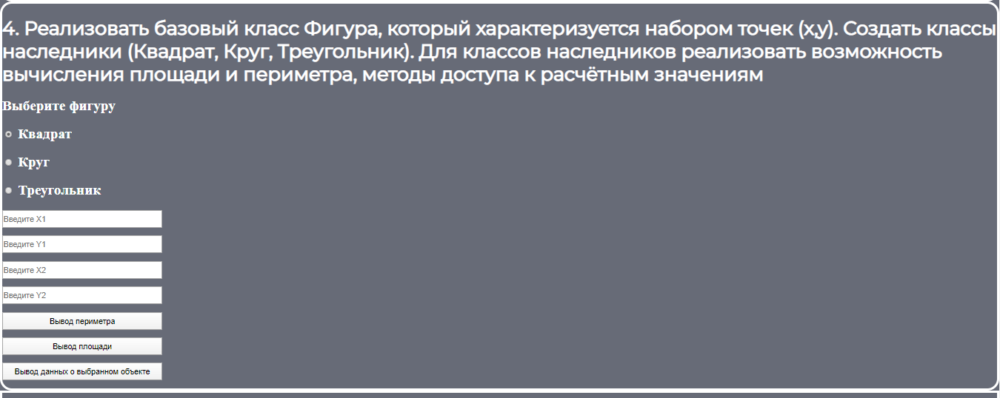 4. Реализовать базовый класс Фигура, который характеризуется набором точек (x,y). Создать классы
наследники (Квадрат, Круг, Треугольник). Для классов наследников реализовать возможность
вычисления площади и периметра, методы доступа к расчётным значениям
Выберите фигуру
Квадрат
Круг
Треугольник
Введите X1
Введите Y1
Введите X2
Введите Y2
Вывод периметра
Вывод площади
Вывод данных о выбранном объекте